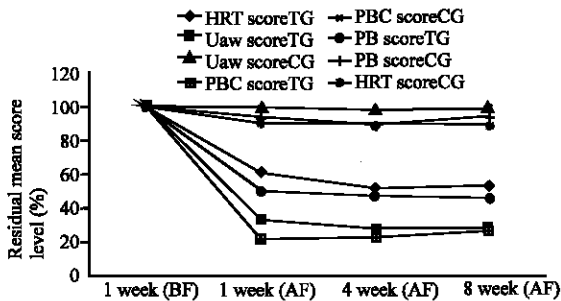 HRT scoreTG PBC scoreCG
Uaw scoreTG PB scoreTG
Uaw scoreCG PB scoreCG
PBC scoreTG HRT scoreCG
120
100
80
60
40
20
0
Residual mean score
level (%)
1 week (BF) 1 week (AF) 4 week (AF) 8 week (AF)